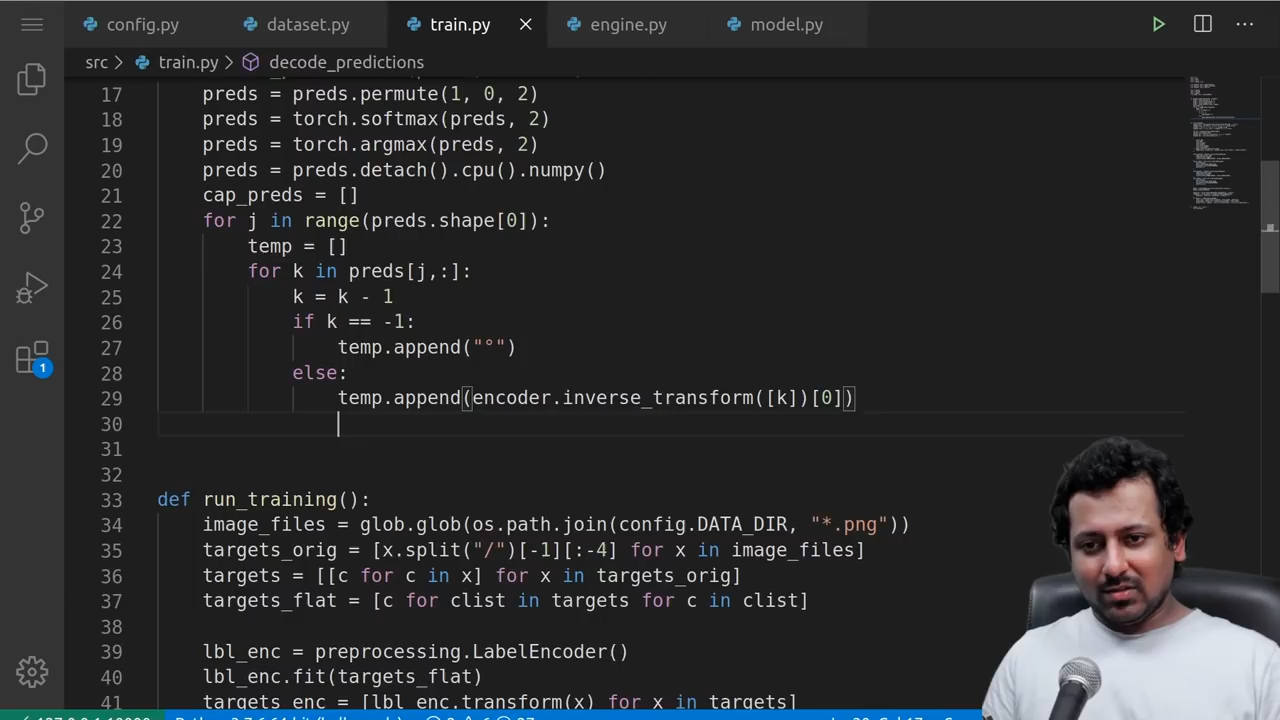 config.py dataset.py train.py engine.py model.py
src > train.py > decode_predictions
17 preds = preds.permute(1, 0, 2)
18 preds = torch.softmax(preds, 2)
19 preds = torch.argmax(preds, 2)
20 preds = preds.detach().cpu().numpy()
21 cap_preds = []
22 for j in range(preds.shape[0]):
23 temp = []
24 for k in preds[j,:]:
25 k = k - 1
26 if k == -1:
27 temp.append("°")
28 else:
29 temp.append(encoder.inverse_transform([k])[0])
30
31
32
33 def run_training():
34 image_files = glob.glob(os.path.join(config.DATA_DIR, "*.png"))
35 targets_orig = [x.split("/")[-1][:-4] for x in image_files]
36 targets = [[c for c in x] for x in targets_orig]
37 targets_flat = [c for clist in targets for c in clist]
38
39 lbl_enc = preprocessing.LabelEncoder()
40 lbl_enc.fit(targets_flat)
41 targets_enc = [lbl_enc.transform(x) for x in targets]
1